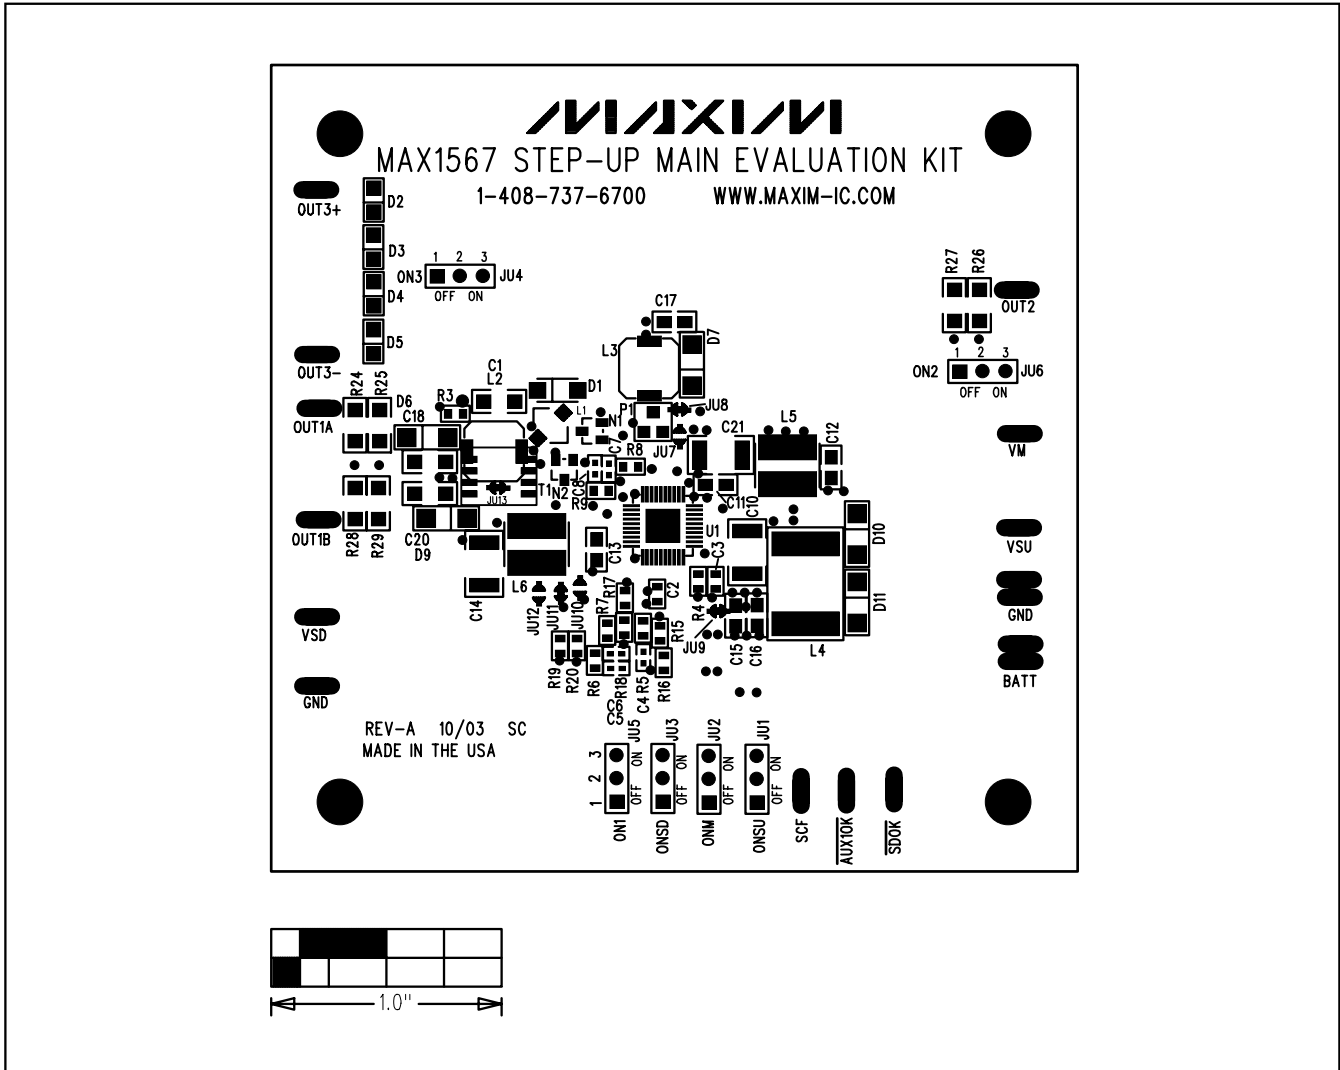 MAXIM
MAX1567 STEP-UP MAIN EVALUATION KIT
1-408-737-6700 WWW.MAXIM-IC.COM
OUT3+
D2
D3
1 2 3
ON3 JU4
OFF ON
D4
D5
OUT3-
R27 R26
OUT2
1 2 3
ON2 JU6
OFF ON
C17
L3
D7
R24 R25
C1
L2
D1
R3
D6
C18
OUT1A
L1
N1
P1
JU8
JU7
C21
L5
C12
VM
C7
R8
C8
R9
N2
T1
JU13
C11
C10
OUT1B
R28 R29
C20
D9
U1
C3
C13
D10
VSU
L6
C14
JU12
JU11
JU10
R17
C2
R4
D11
GND
R7
R15
JU9
C15
C16
L4
VSD
R19
R20
R6
R18
R5
R16
C6
C5
C4
BATT
GND
REV-A 10/03 SC
MADE IN THE USA
JU5
JU3
JU2
JU1
1 2 3
OFF ON
OFF ON
OFF ON
OFF ON
ON1
ONSD
ONM
ONSU
SCF
AUX1OK
SDOK
1.0"